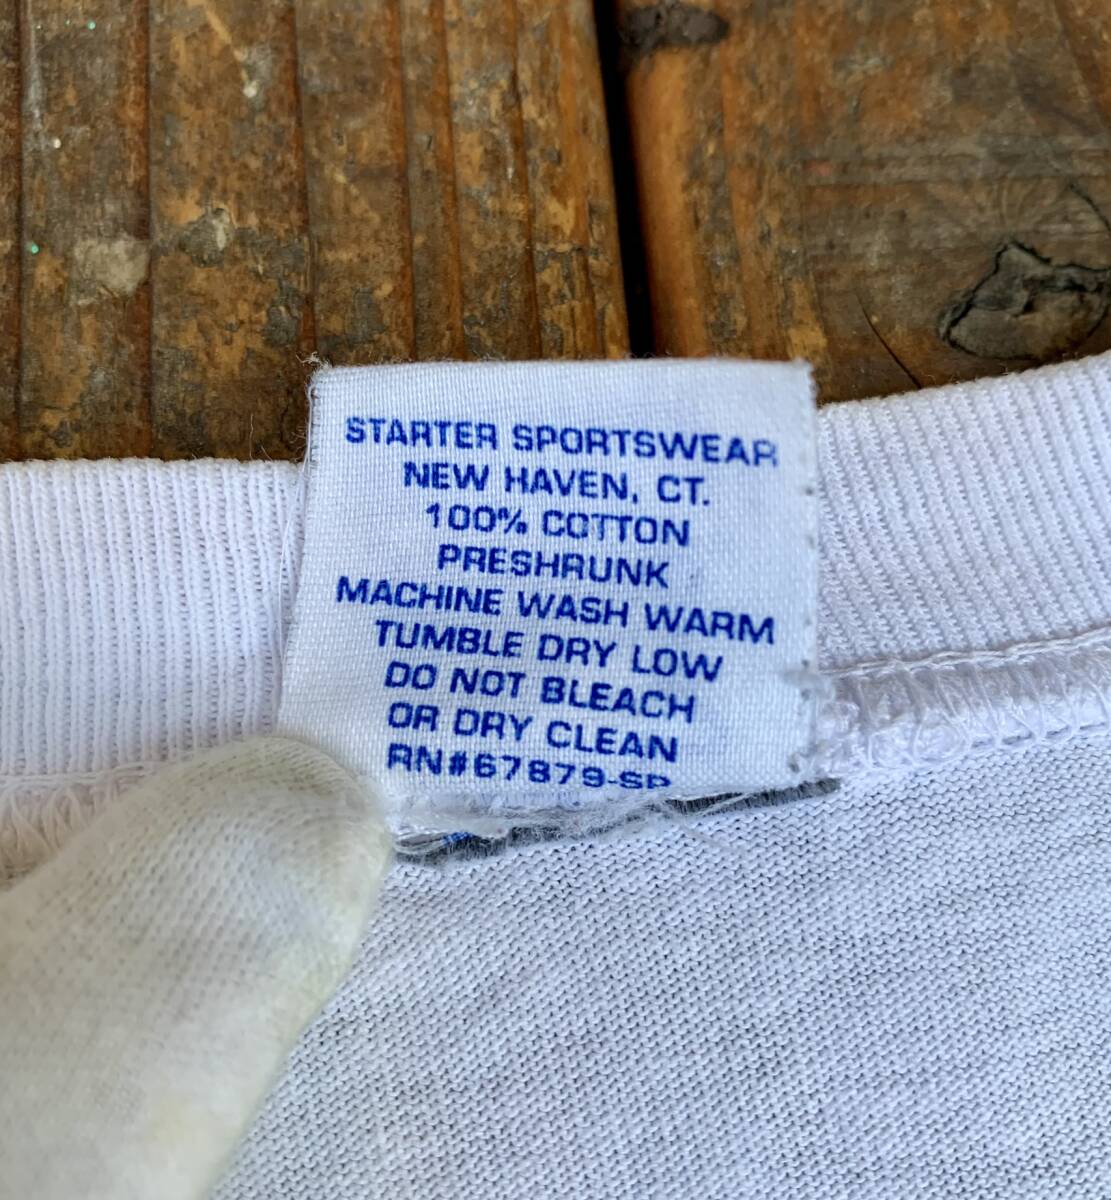 STARTER SPORTSWEAR
NEW HAVEN, CT.
100% COTTON
PRESHRUNK
MACHINE WASH WARM
TUMBLE DRY LOW
DO NOT BLEACH
OR DRY CLEAN
RN#67879-SP